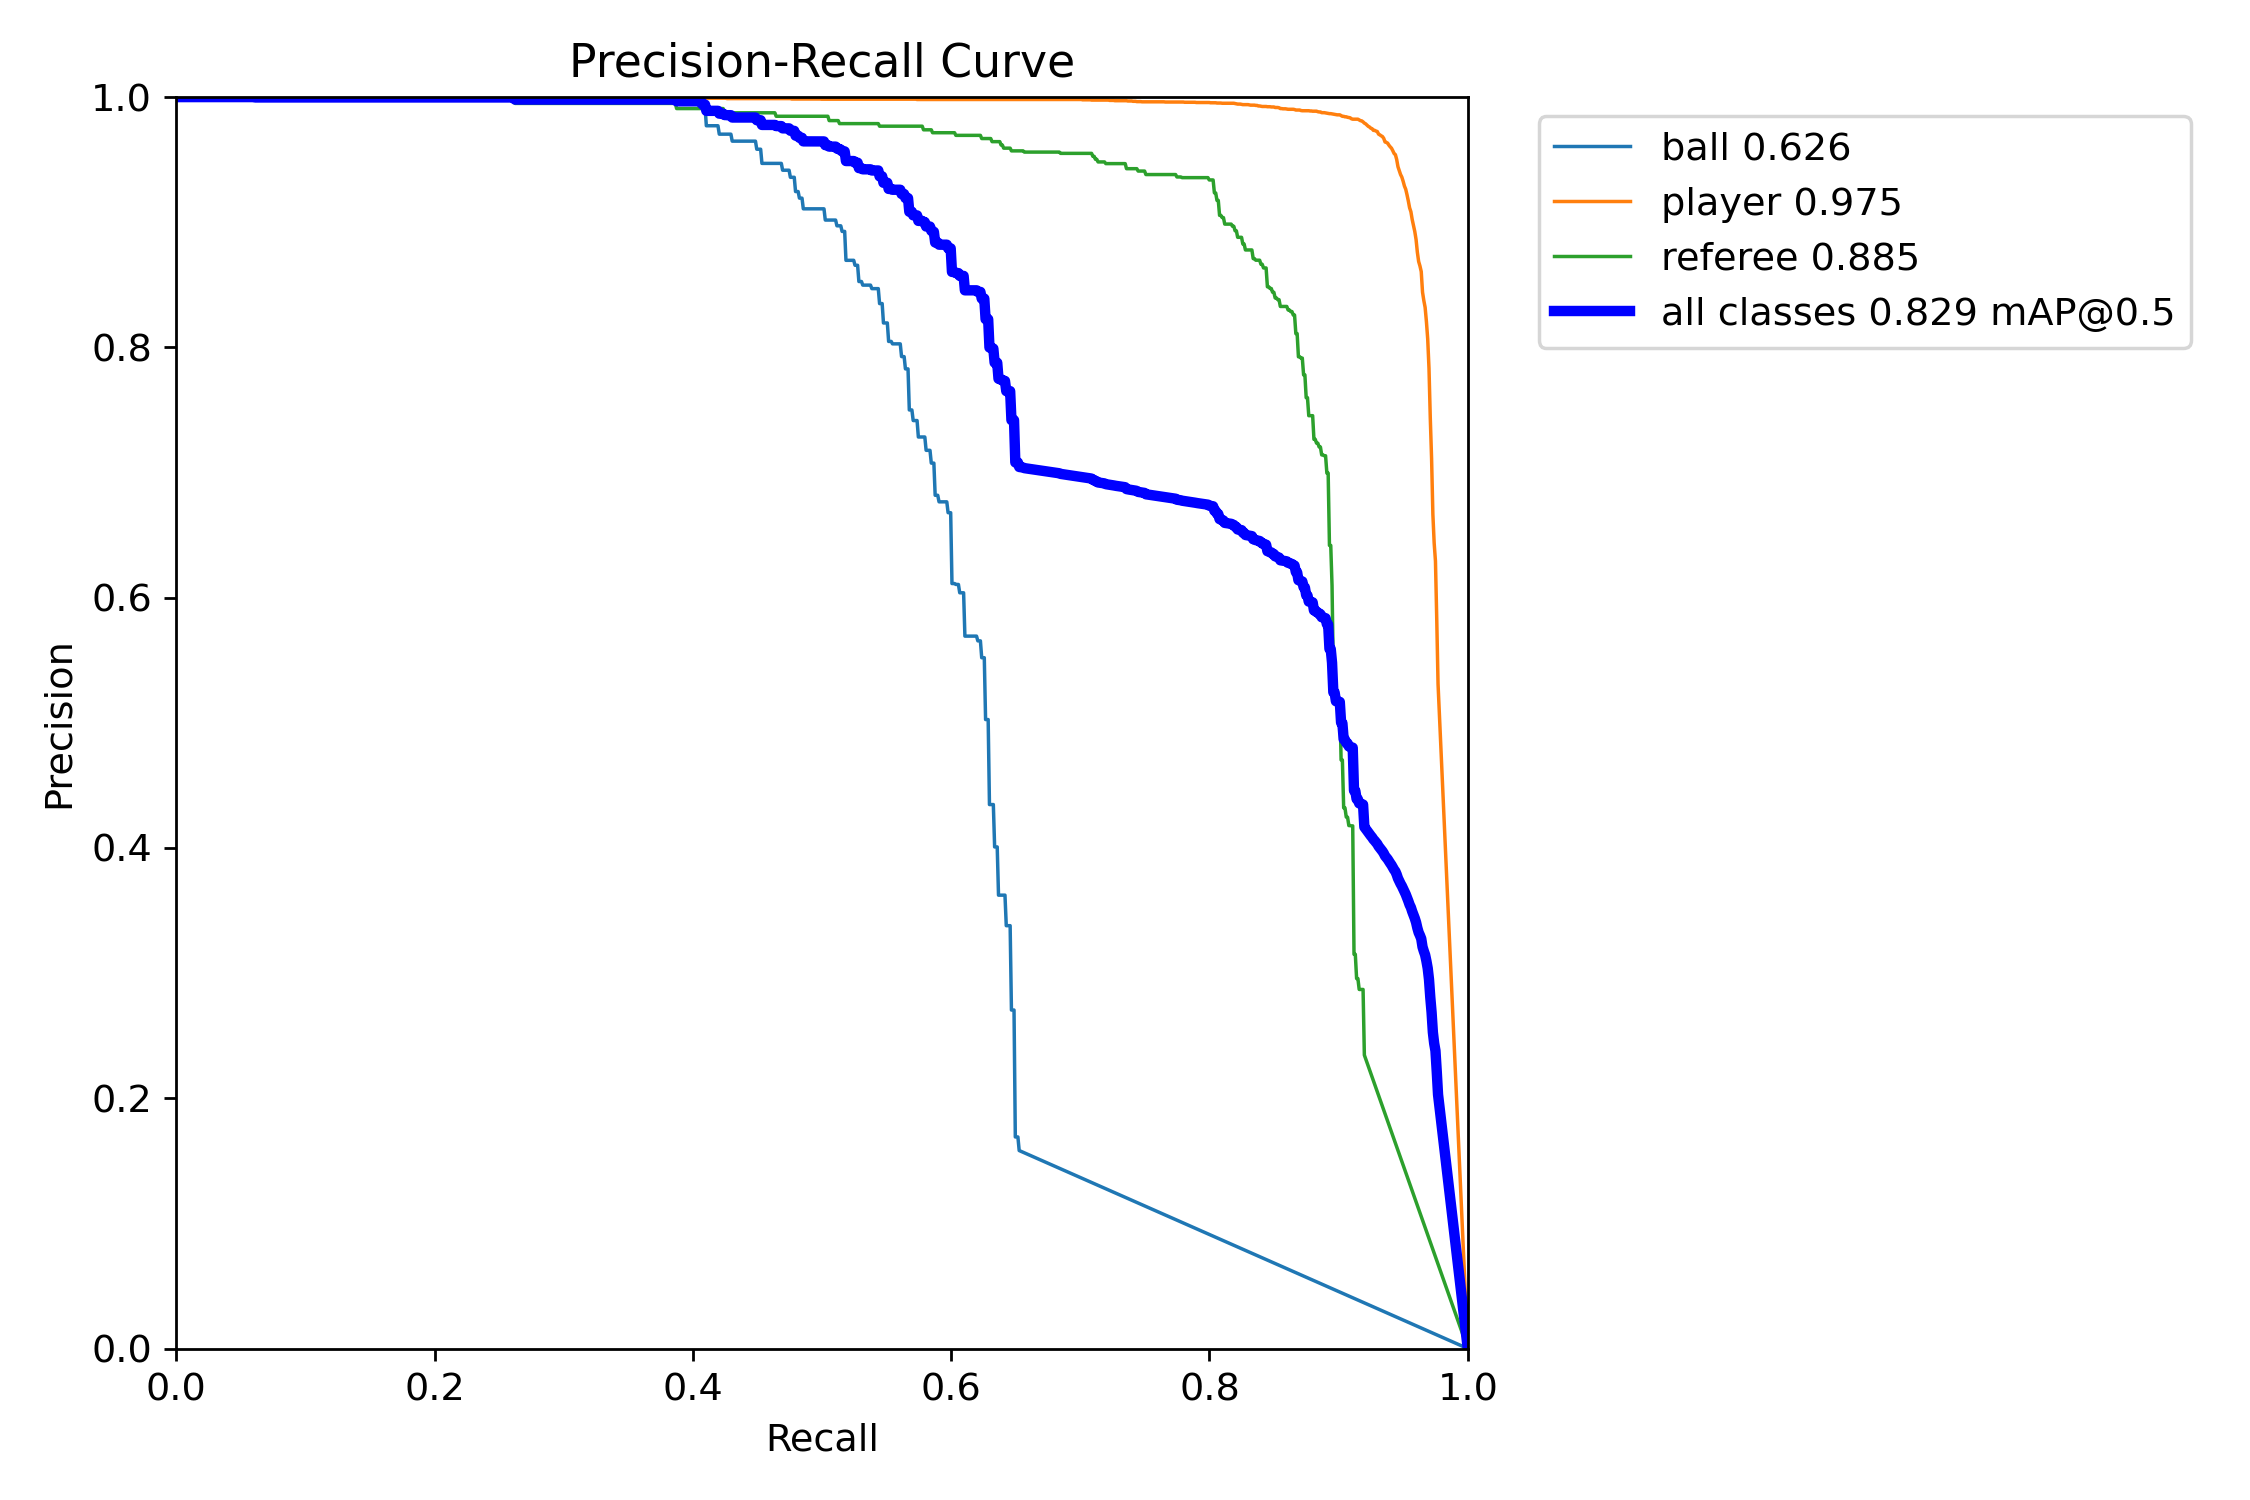 Precision-Recall Curve
1.0
0.8
0.6
0.4
0.2
0.0
Precision
0.0 0.2 0.4 0.6 0.8 1.0
Recall
ball 0.626
player 0.975
referee 0.885
all classes 0.829 mAP@0.5